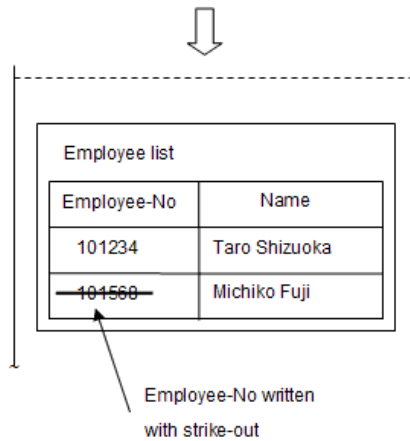 Employee list
Employee-No Name
101234 Taro Shizuoka
101568 Michiko Fuji
Employee-No written
with strike-out